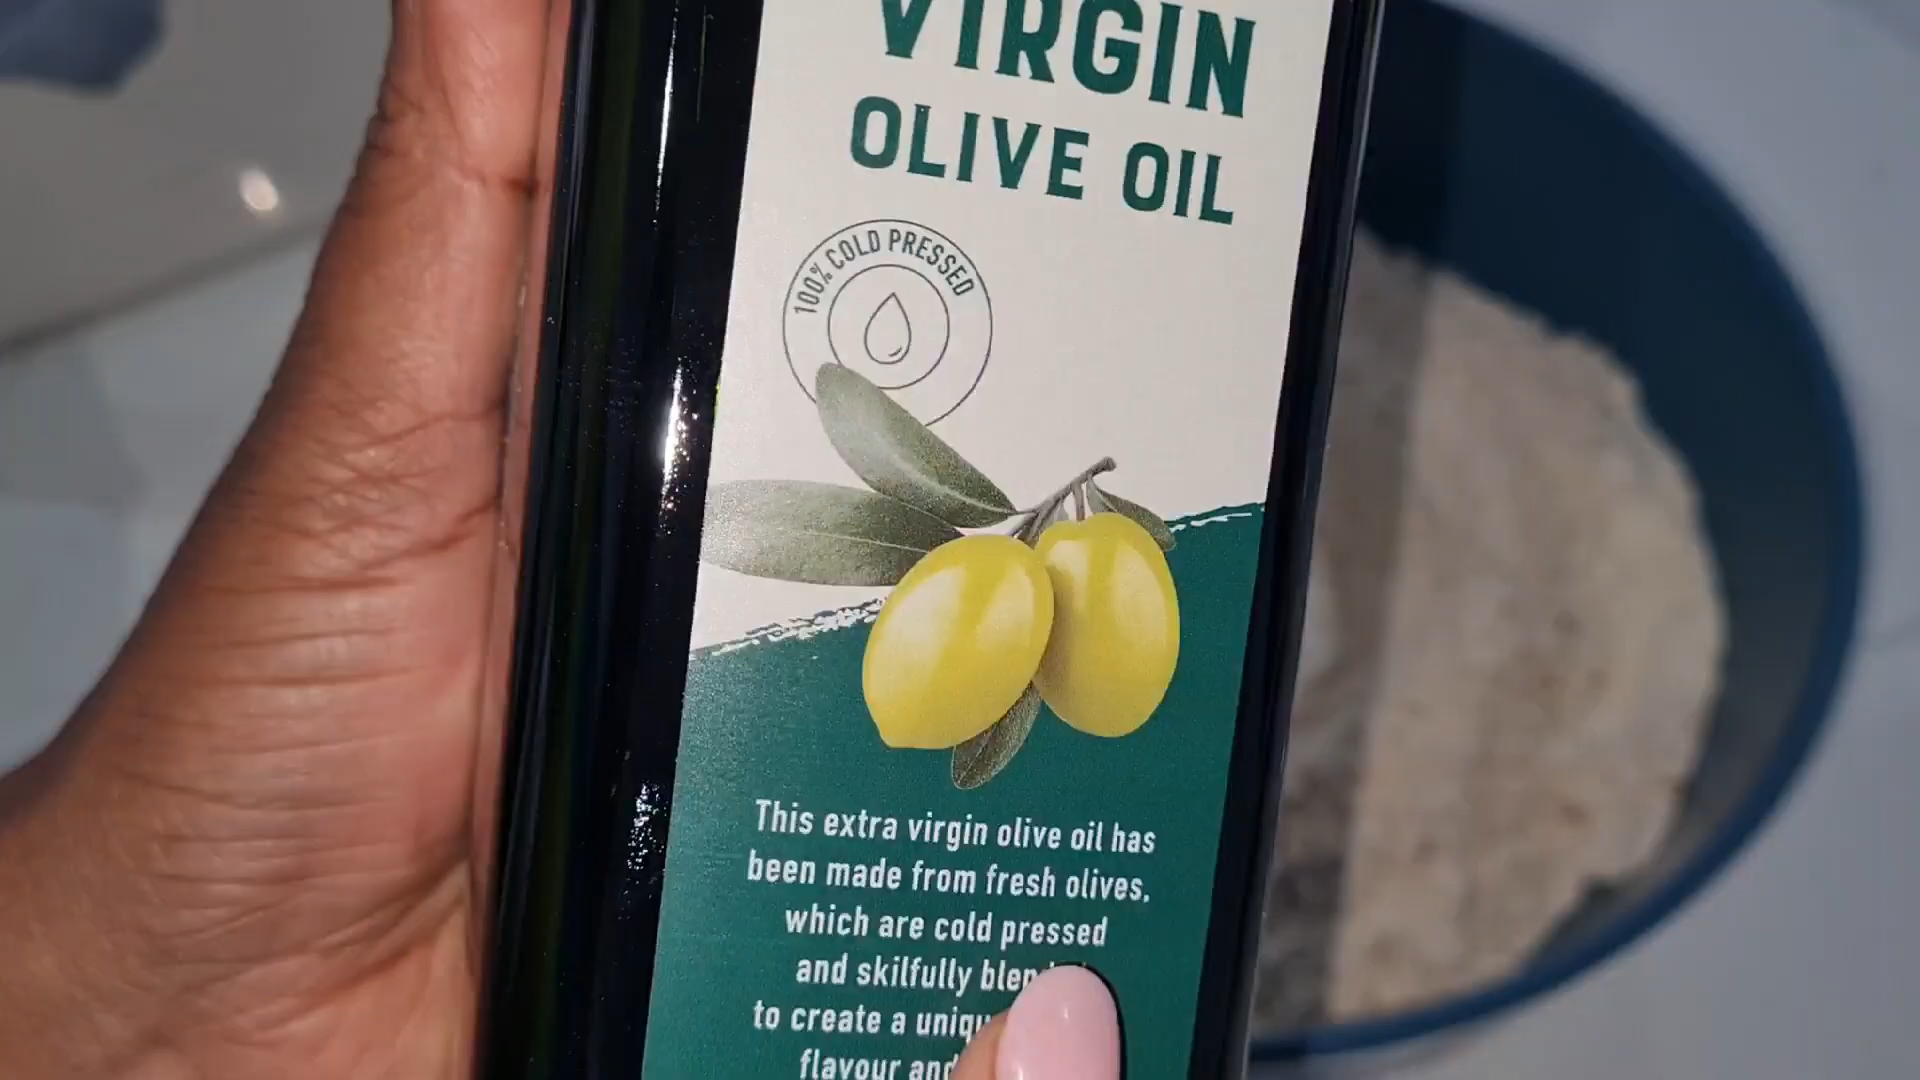 VIRGIN
OLIVE OIL
100% COLD PRESSED
This extra virgin olive oil has
been made from fresh olives,
which are cold pressed
and skilfully
to create a
flavour